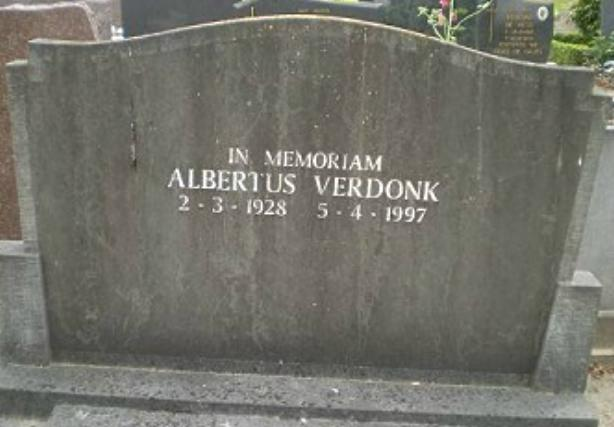 IN MEMORIAM
ALBERTUS VERDONK
2 - 3 - 1928 5 - 4 - 1997